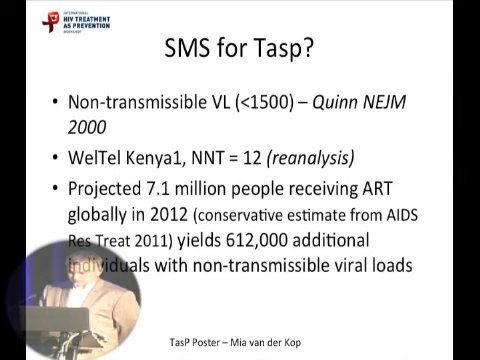 HIV TREATMENT
AS PREVENTION
SMS for Tasp?
• Non-transmissible VL (<1500) – Quinn NEJM
2000
• WelTel Kenya1, NNT = 12 (reanalysis)
• Projected 7.1 million people receiving ART
globally in 2012 (conservative estimate from AIDS
Res Treat 2011) yields 612,000 additional
individuals with non-transmissible viral loads
TasP Poster – Mia van der Kop